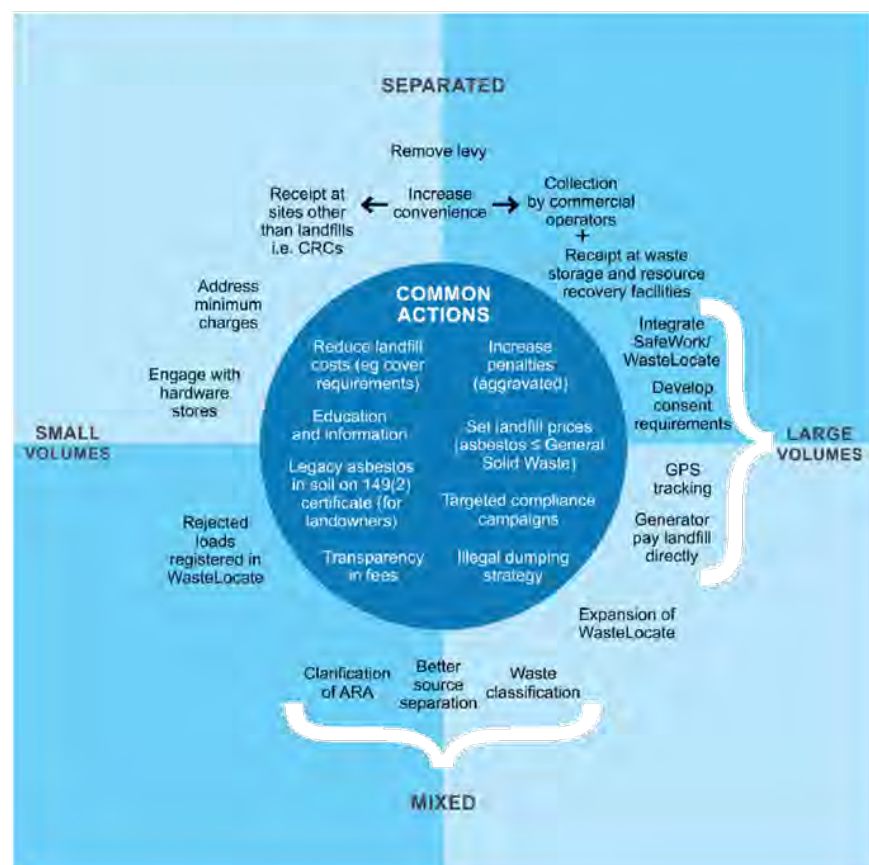 SEPARATED
Remove levy
Receipt at
sites other
than landfills
i.e. CRCs
Increase
convenience
Collection
by commercial
operators
+
Receipt at waste
storage and resource
recovery facilities
Address
minimum
charges
Engage with
hardware
stores
COMMON
ACTIONS
Reduce landfill
costs (eg cover
requirements)
Increase
penalties
(aggravated)
Education
and information
Set landfill prices
(asbestos ≤ General
Solid Waste)
Legacy asbestos
in soil on 149(2)
certificate (for
landowners)
Targeted compliance
campaigns
Transparency
in fees
Illegal dumping
strategy
Integrate
SafeWork/
WasteLocate
Develop
consent
requirements
SMALL
VOLUMES
LARGE
VOLUMES
GPS
tracking
Generator
pay landfill
directly
Rejected
loads
registered in
WasteLocate
Expansion of
WasteLocate
Clarification
of ARA
Better
source
separation
Waste
classification
MIXED